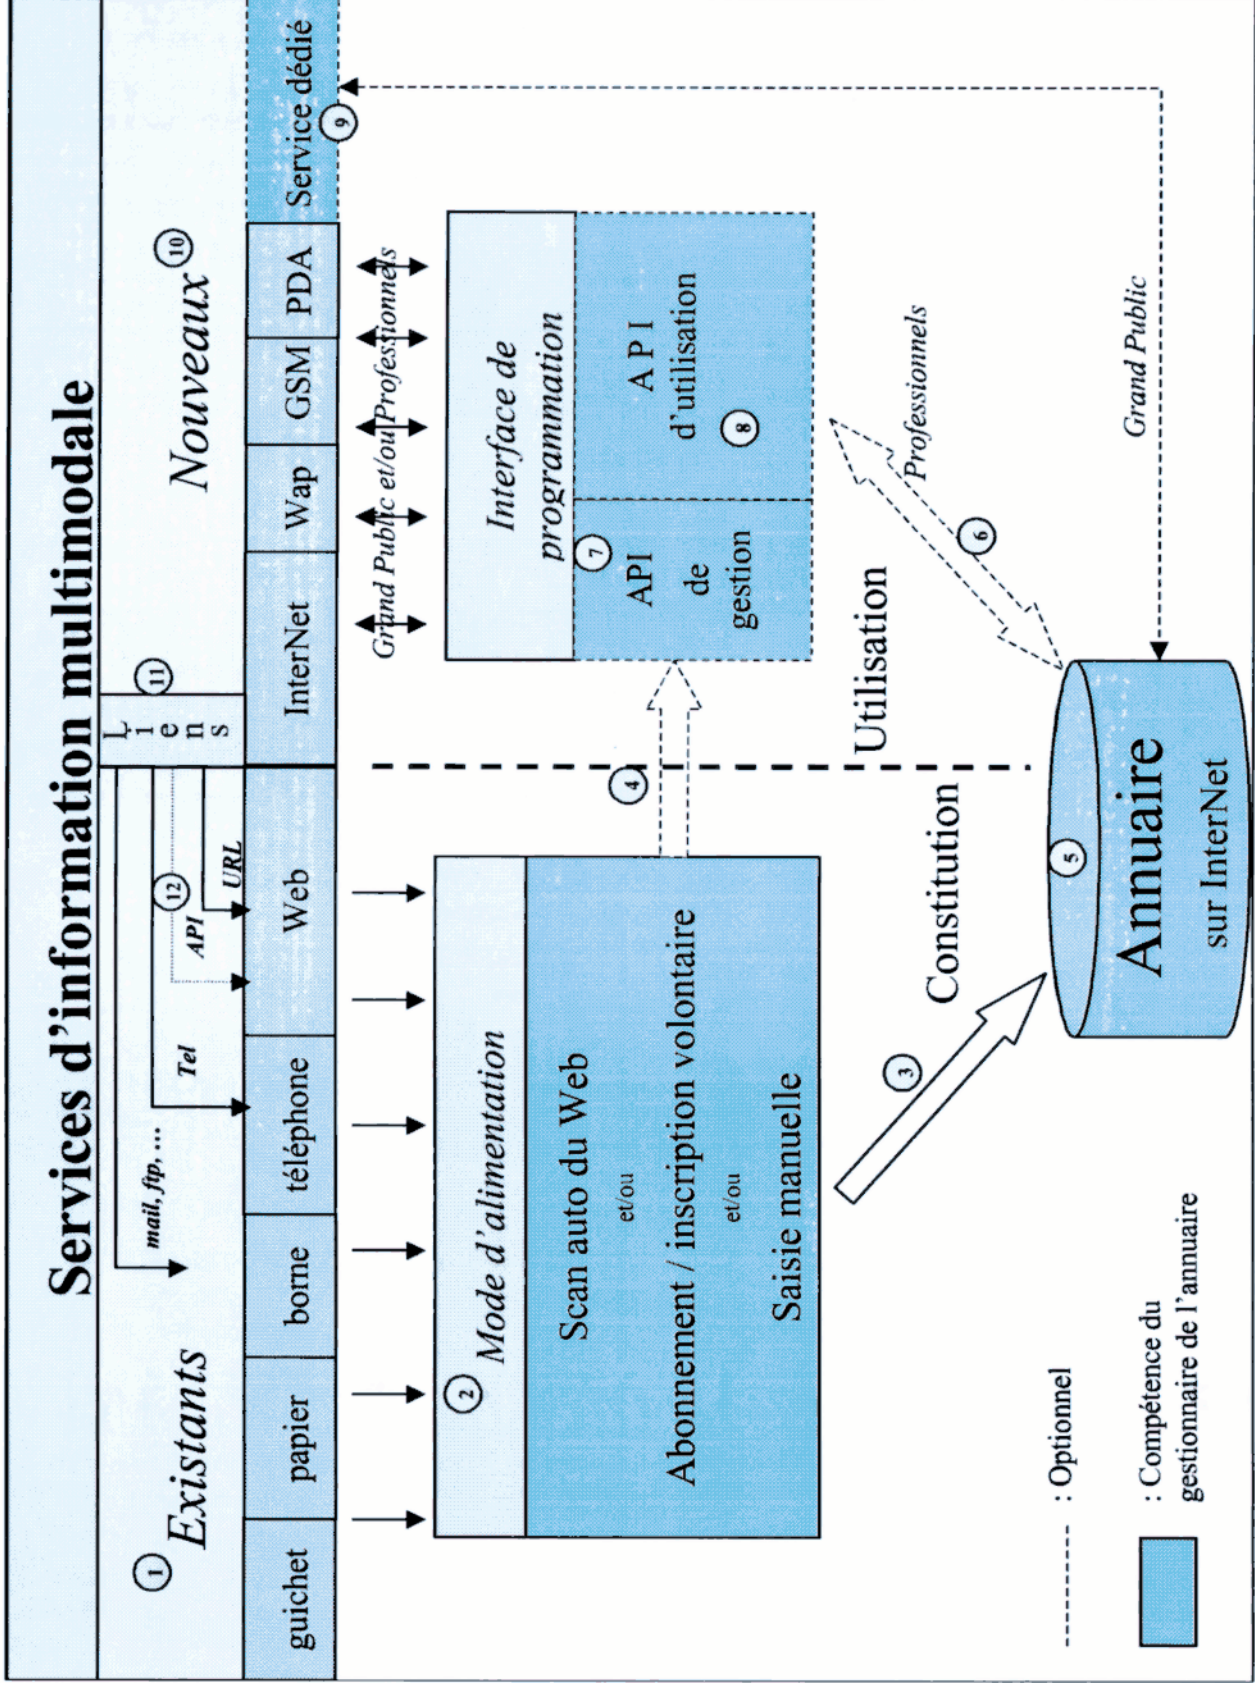 Services d'information multimodale
1
Existants
mail, ftp, ...
Tel
API
12
URL
Liens
11
Nouveaux
10
guichet
papier
borne
téléphone
Web
InterNet
Wap
GSM
PDA
Service dédié
9
Grand Public et/ou Professionnels
2
Mode d'alimentation
Scan auto du Web
et/ou
Abonnement / inscription volontaire
et/ou
Saisie manuelle
4
Interface de
programmation
7
API
de
gestion
A P I
d'utilisation
8
3
Constitution
Utilisation
6
Professionnels
Grand Public
5
Annuaire
sur InterNet
: Optionnel
: Compétence du
gestionnaire de l'annuaire